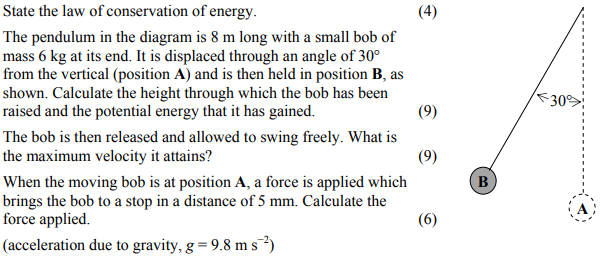 State the law of conservation of energy. (4)
The pendulum in the diagram is 8 m long with a small bob of
mass 6 kg at its end. It is displaced through an angle of 30°
from the vertical (position A) and is then held in position B, as
shown. Calculate the height through which the bob has been
raised and the potential energy that it has gained. (9)
The bob is then released and allowed to swing freely. What is
the maximum velocity it attains? (9)
When the moving bob is at position A, a force is applied which
brings the bob to a stop in a distance of 5 mm. Calculate the
force applied. (6)
(acceleration due to gravity, g = 9.8 m s⁻²)
30°
B
A